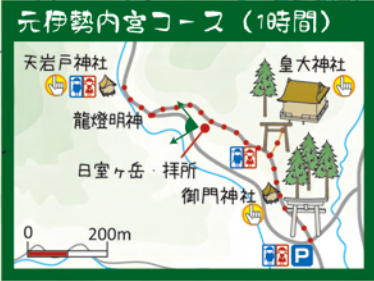 元伊勢内宮コース（1時間）
天岩戸神社
皇大神社
龍燈明神
日室ヶ岳・拝所
御門神社
0 200m
P